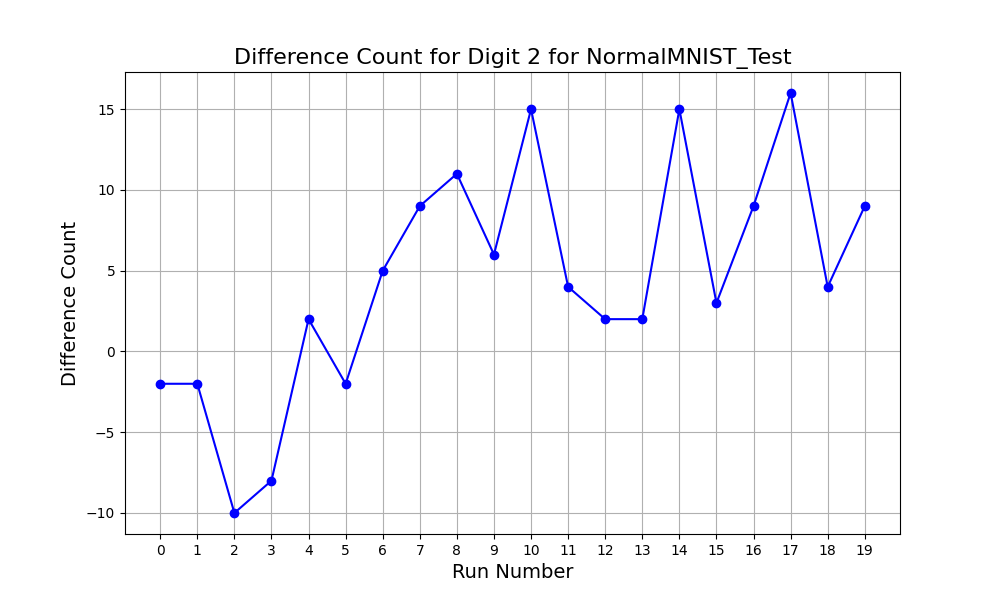 Difference Count for Digit 2 for NormalMNIST_Test
Difference Count
15
10
5
0
−5
−10
0 1 2 3 4 5 6 7 8 9 10 11 12 13 14 15 16 17 18 19
Run Number